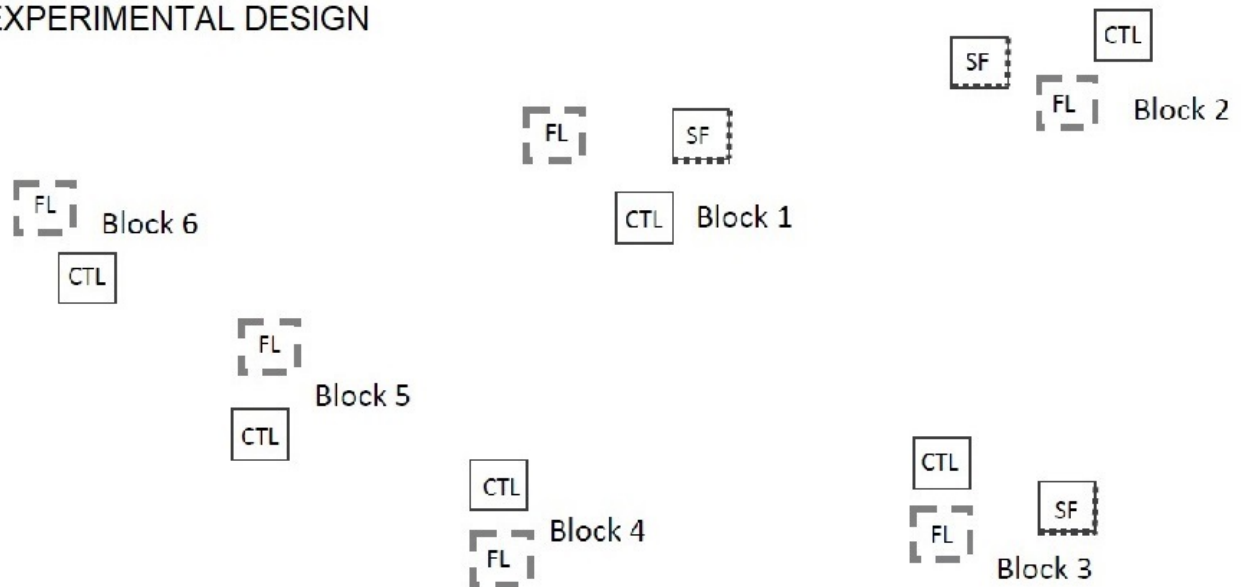 EXPERIMENTAL DESIGN
CTL
SF
FL
Block 2
FL
SF
CTL
Block 1
FL
Block 6
CTL
FL
Block 5
CTL
CTL
Block 4
FL
CTL
SF
FL
Block 3